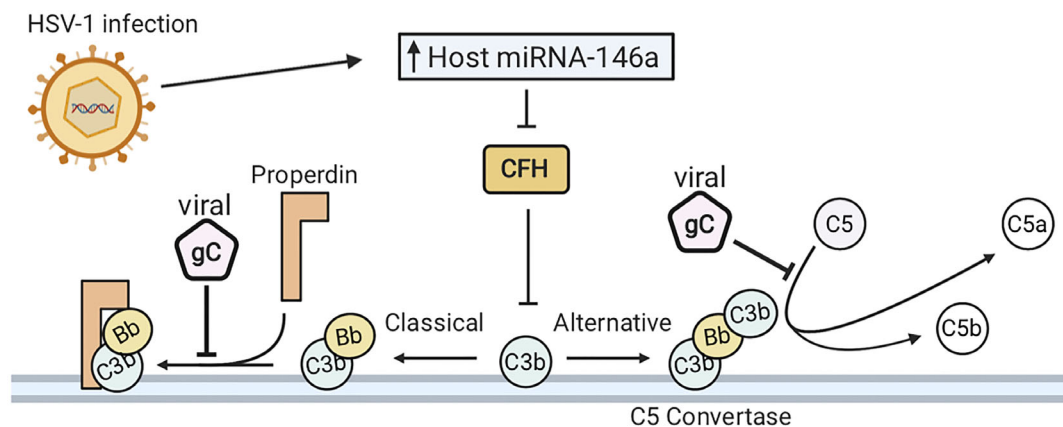 HSV-1 infection
Host miRNA-146a
CFH
Properdin
viral
gC
viral
gC
C5
C5a
C5b
Bb
C3b
Bb
C3b
Classical
C3b
Alternative
C3b
Bb
C3b
C5 Convertase